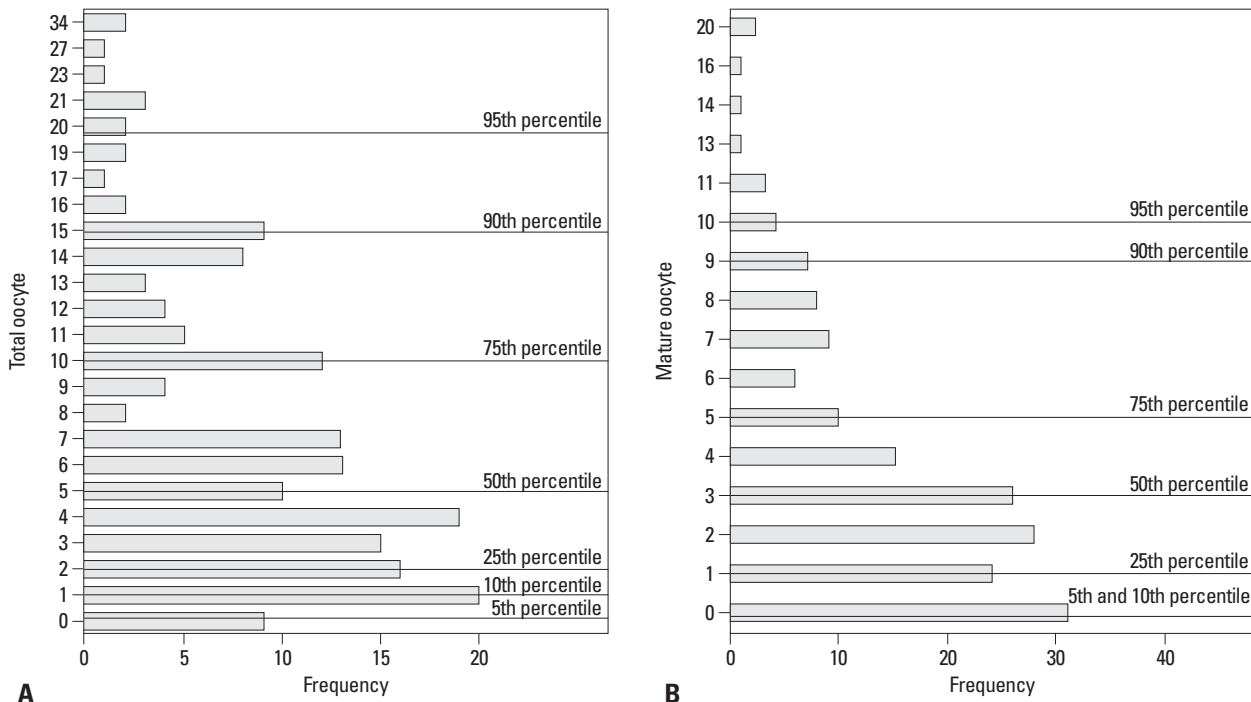 34
27
23
21
20
95th percentile
19
17
16
15
90th percentile
14
13
12
11
10
75th percentile
9
8
7
6
5
50th percentile
4
3
2
25th percentile
1
10th percentile
5th percentile
0
Total oocyte
0 5 10 15 20
Frequency
A
20
16
14
13
11
10
95th percentile
9
90th percentile
8
7
6
5
75th percentile
4
3
50th percentile
2
1
25th percentile
0
5th and 10th percentile
Mature oocyte
0 10 20 30 40
Frequency
B